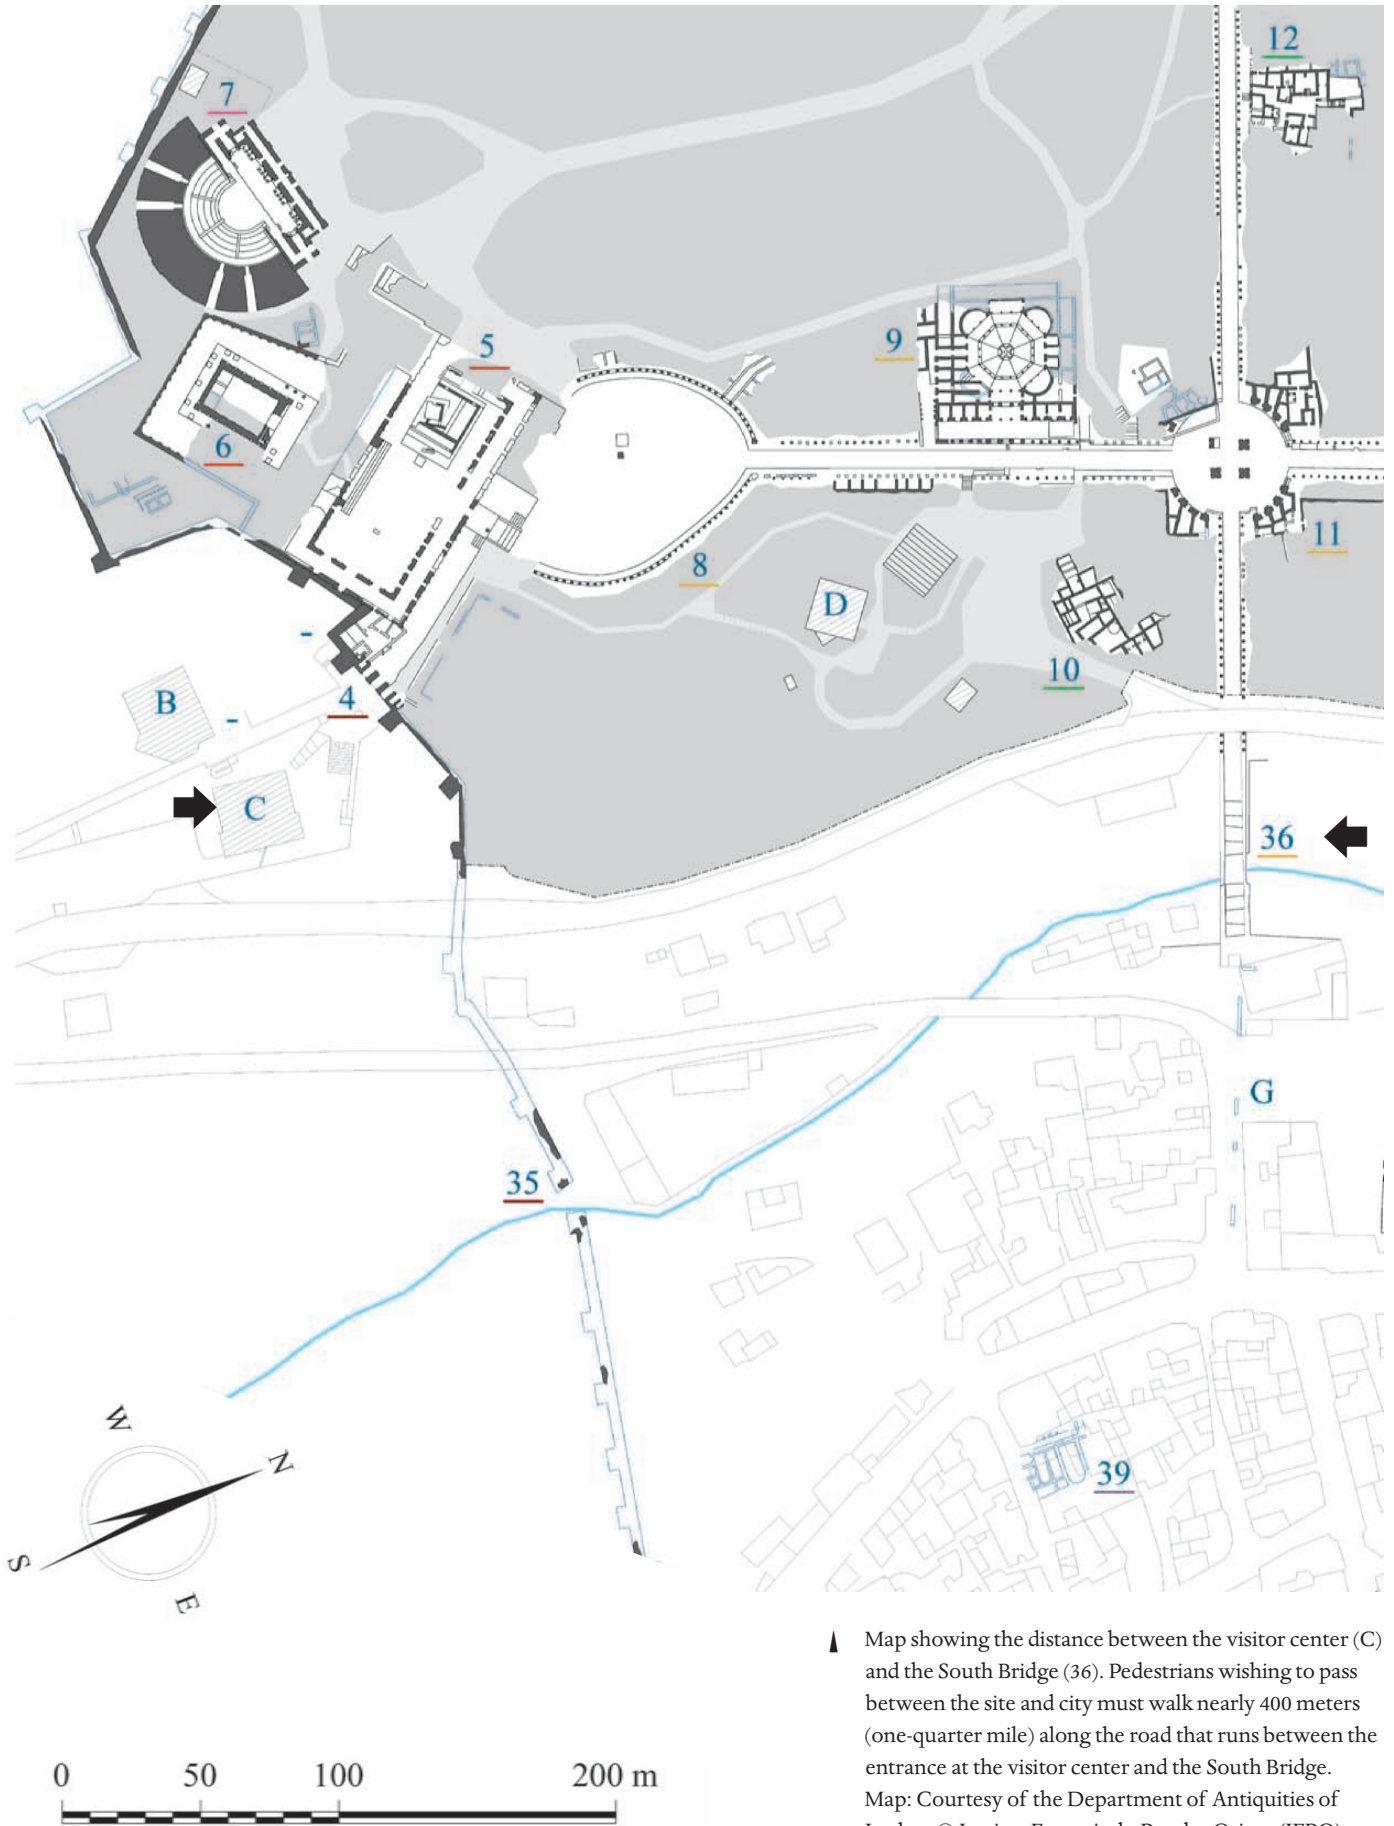 12
7
5
9
6
11
8
D
10
B
4
C
36
G
35
W
N
39
S
E
Map showing the distance between the visitor center (C)
and the South Bridge (36). Pedestrians wishing to pass
between the site and city must walk nearly 400 meters
(one-quarter mile) along the road that runs between the
entrance at the visitor center and the South Bridge.
0 50 100 200 m
Map: Courtesy of the Department of Antiquities of